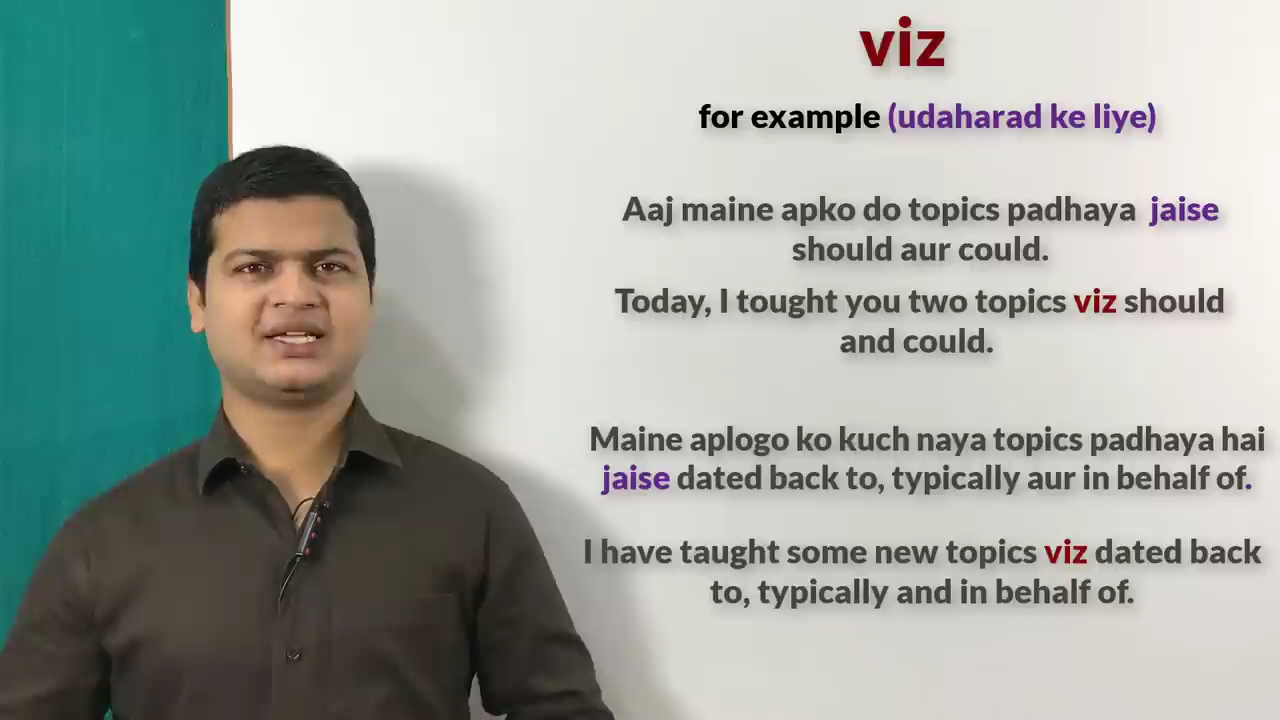 viz
for example (udaharad ke liye)
Aaj maine apko do topics padhaya jaise
should aur could.
Today, I tought you two topics viz should
and could.
Maine aplogo ko kuch naya topics padhaya hai
jaise dated back to, typically aur in behalf of.
I have taught some new topics viz dated back
to, typically and in behalf of.